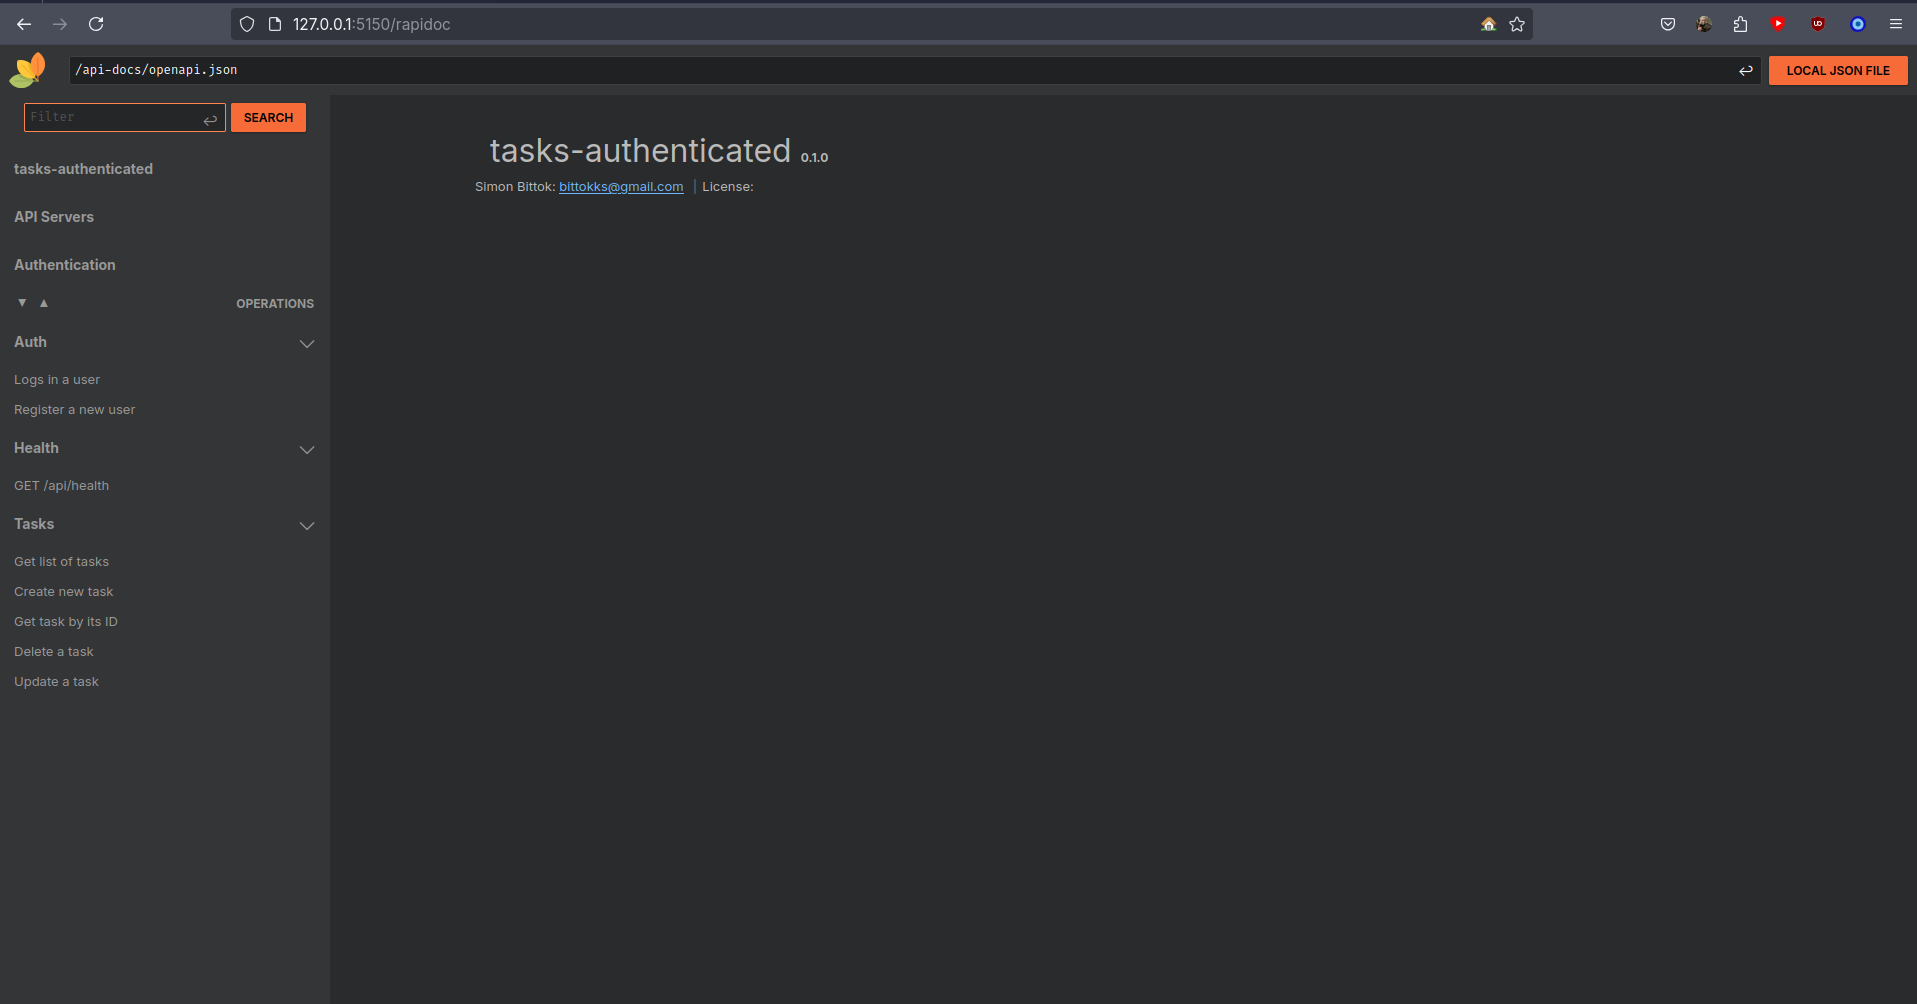 127.0.0.1:5150/rapidoc
/api-docs/openapi.json
LOCAL JSON FILE
Filter
SEARCH
tasks-authenticated
API Servers
Authentication
OPERATIONS
Auth
Logs in a user
Register a new user
Health
GET /api/health
Tasks
Get list of tasks
Create new task
Get task by its ID
Delete a task
Update a task
tasks-authenticated 0.1.0
Simon Bittok: bittokks@gmail.com | License: